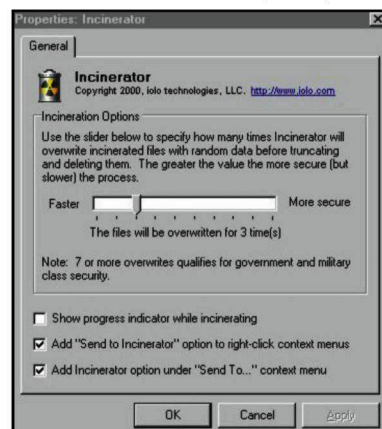 Properties: Incinerator
General
Incinerator
Copyright 2000, iolo technologies, LLC. http://www.iolo.com
Incineration Options
Use the slider below to specify how many times Incinerator will
overwrite incinerated files with random data before truncating
and deleting them. The greater the value the more secure (but
slower) the process.
Faster More secure
The files will be overwritten for 3 time(s)
Note: 7 or more overwrites qualifies for government and military
class security.
Show progress indicator while incinerating
Add "Send to Incinerator" option to right-click context menus
Add Incinerator option under "Send To..." context menu
OK Cancel Apply